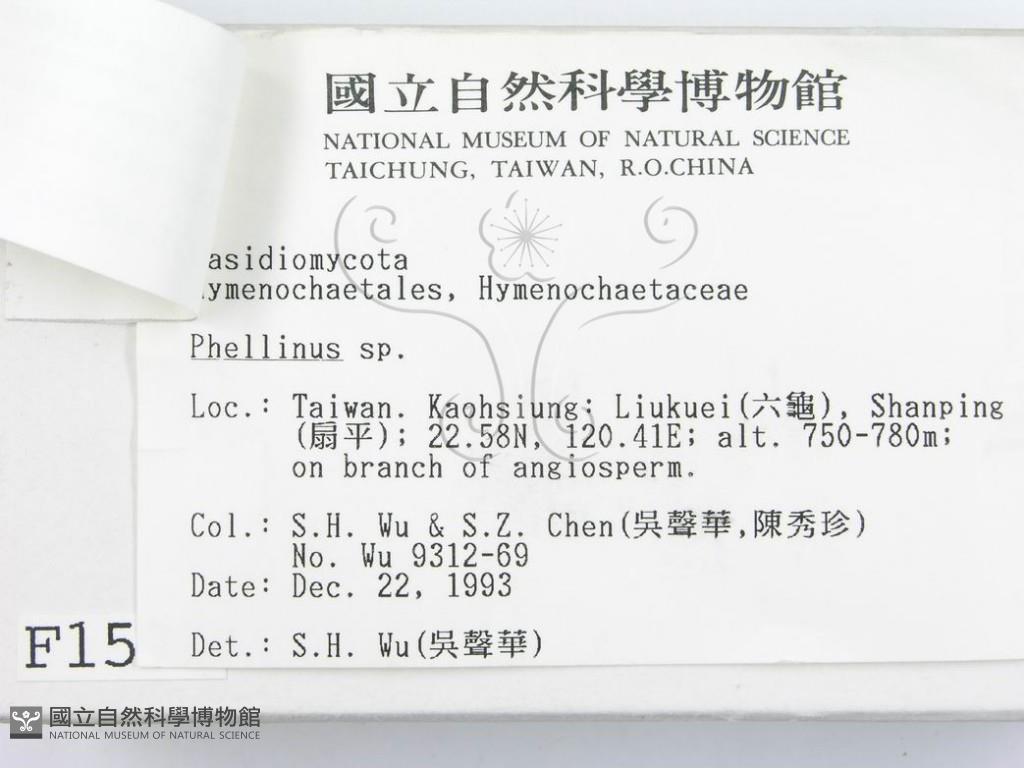 國立自然科學博物館
NATIONAL MUSEUM OF NATURAL SCIENCE
TAICHUNG, TAIWAN, R.O.CHINA
asidiomycota
ymenochaetales, Hymenochaetaceae
Phellinus sp.
Loc.: Taiwan. Kaohsiung: Liukuei(六龜), Shanping
(扇平); 22.58N, 120.41E; alt. 750-780m;
on branch of angiosperm.
Col.: S.H. Wu & S.Z. Chen(吳聲華,陳秀珍)
No. Wu 9312-69
Date: Dec. 22, 1993
Det.: S.H. Wu(吳聲華)
F15
國立自然科學博物館
NATIONAL MUSEUM OF NATURAL SCIENCE